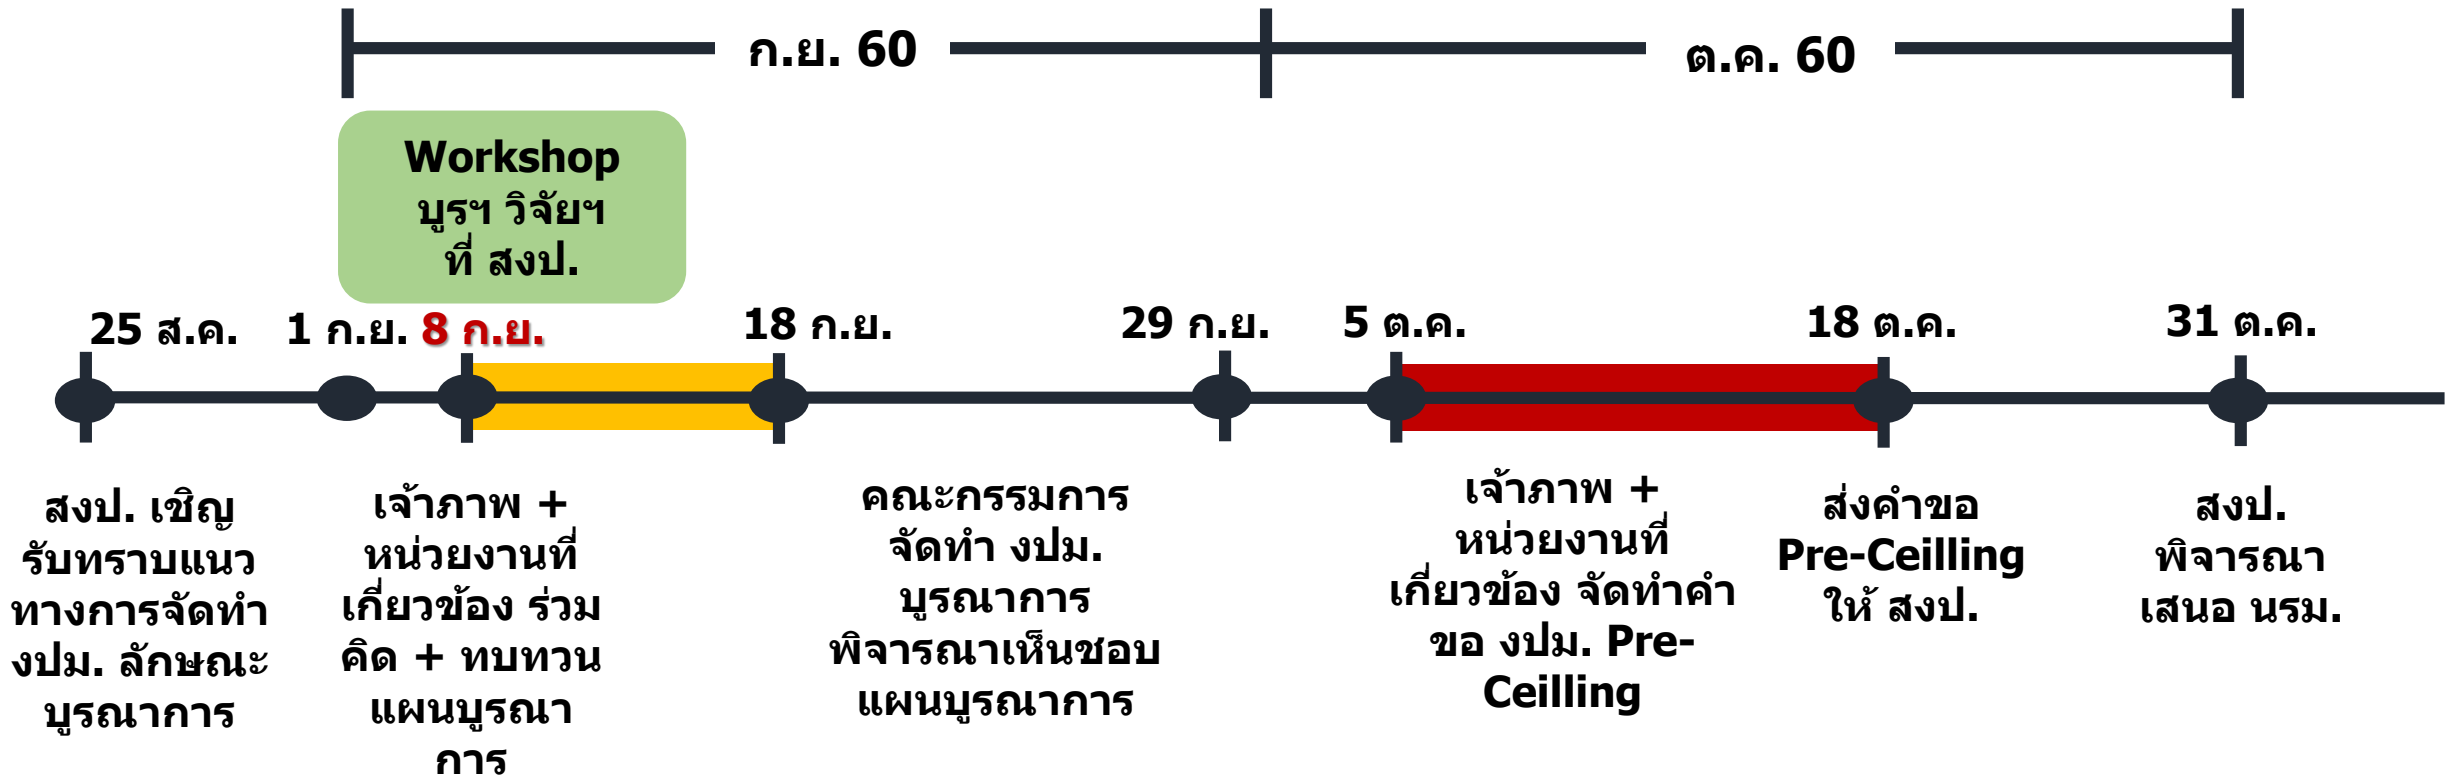 ก.ย. 60
ต.ค. 60
Workshop
บูรฯ วิจัยฯ
ที่ สงป.
25 ส.ค.
1 ก.ย.
8 ก.ย.
18 ก.ย.
29 ก.ย.
5 ต.ค.
18 ต.ค.
31 ต.ค.
สงป. เชิญ
รับทราบแนว
ทางการจัดทำ
งปม. ลักษณะ
บูรณาการ
เจ้าภาพ +
หน่วยงานที่
เกี่ยวข้อง ร่วม
คิด + ทบทวน
แผนบูรณา
การ
คณะกรรมการ
จัดทำ งปม.
บูรณาการ
พิจารณาเห็นชอบ
แผนบูรณาการ
เจ้าภาพ +
หน่วยงานที่
เกี่ยวข้อง จัดทำคำ
ขอ งปม. Pre-
Ceilling
ส่งคำขอ
Pre-Ceilling
ให้ สงป.
สงป.
พิจารณา
เสนอ นรม.